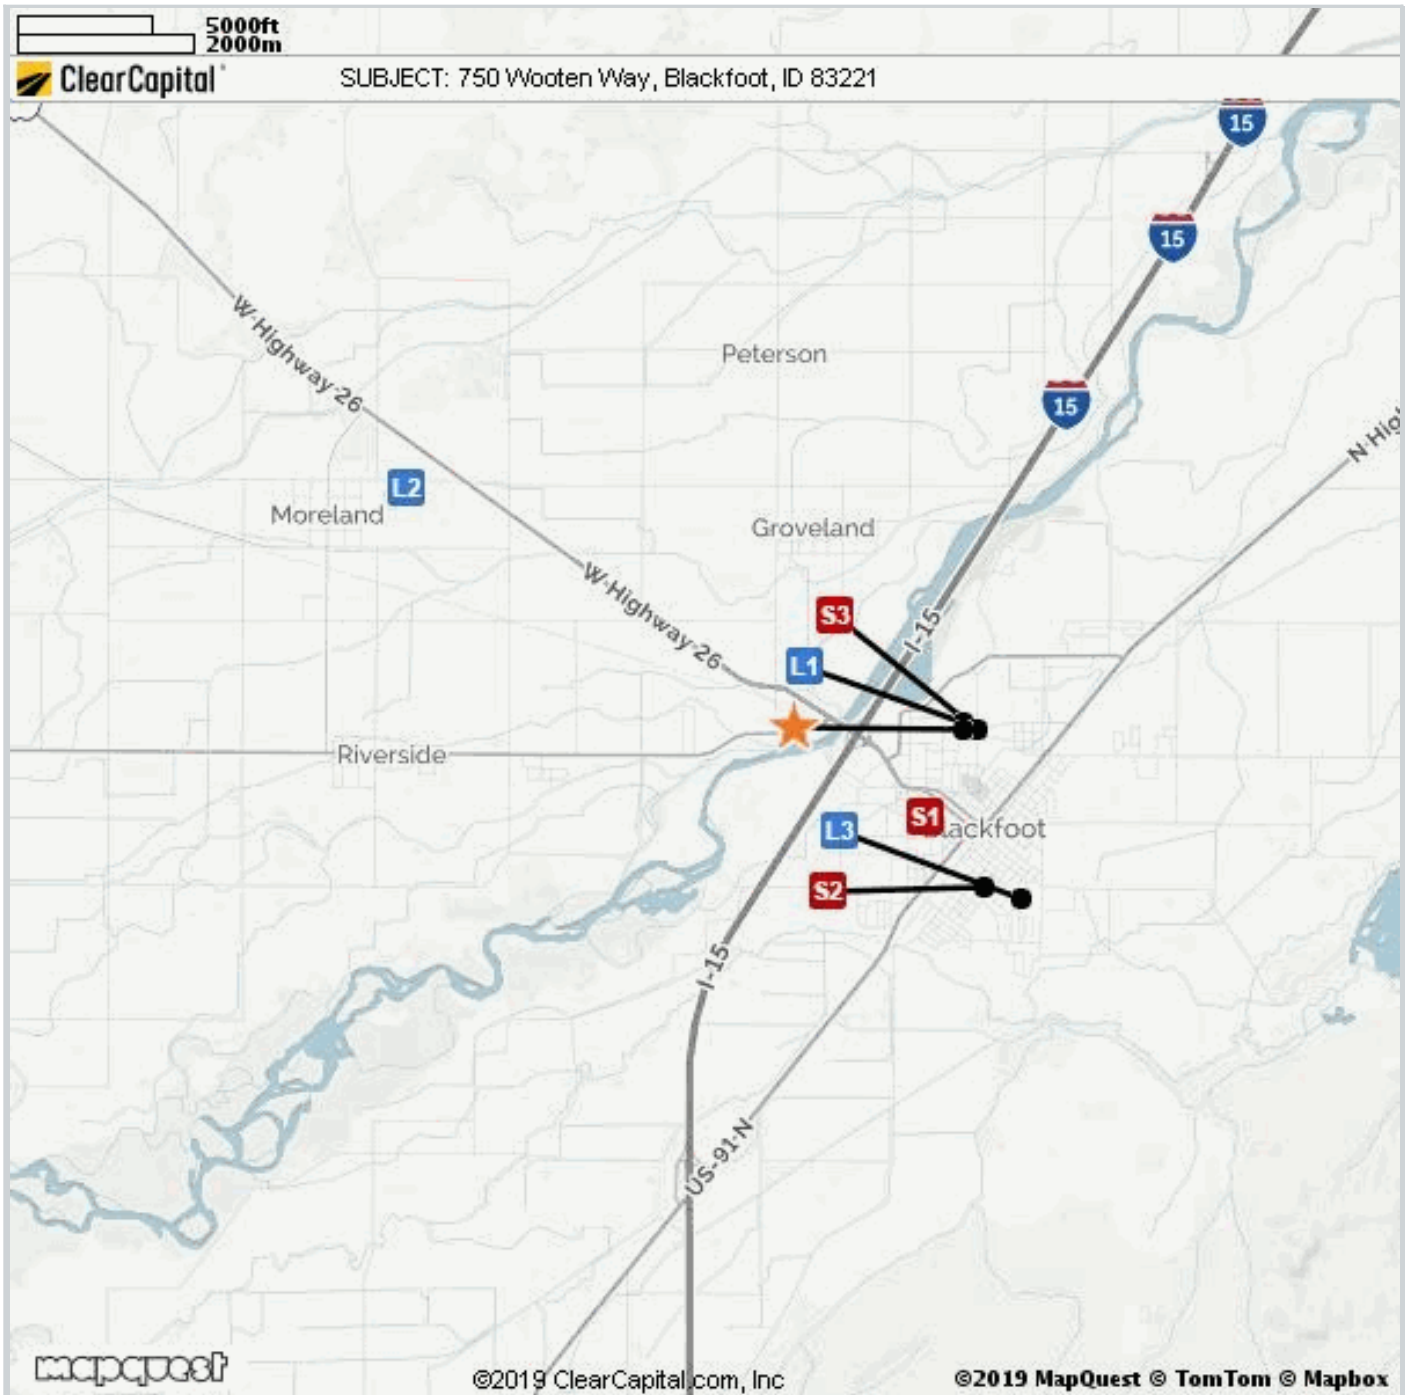 5000ft
2000m
ClearCapital SUBJECT: 750 Wooten Way, Blackfoot, ID 83221
15
15
W-Highway-26
Peterson
15
N-Hig
L2
Moreland
Groveland
W-Highway-26
S3
I-15
L1
Riverside
S1
L3
lackfoot
S2
I-15
US-91-N
mapquest
©2019 ClearCapital.com, Inc
©2019 MapQuest © TomTom © Mapbox